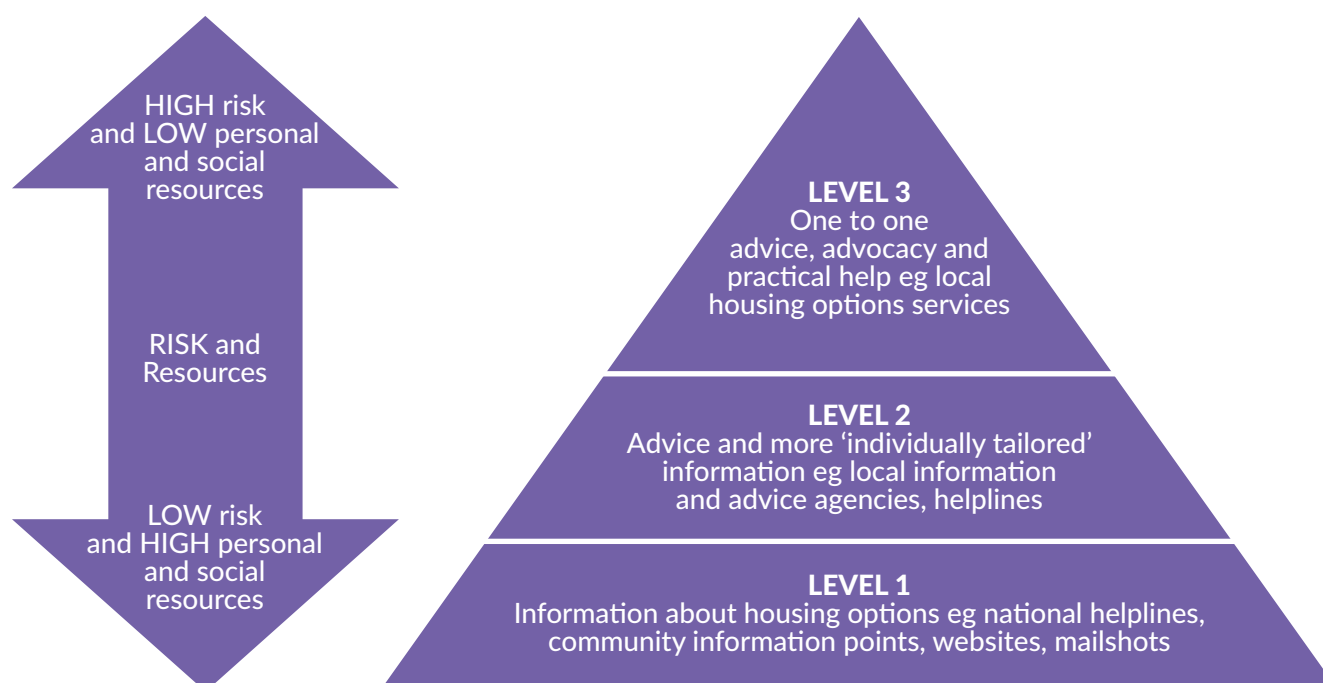 HIGH risk
and LOW personal
and social
resources
RISK and
Resources
LOW risk
and HIGH personal
and social
resources
LEVEL 3
One to one
advice, advocacy and
practical help eg local
housing options services
LEVEL 2
Advice and more ‘individually tailored’
information eg local information
and advice agencies, helplines
LEVEL 1
Information about housing options eg national helplines,
community information points, websites, mailshots